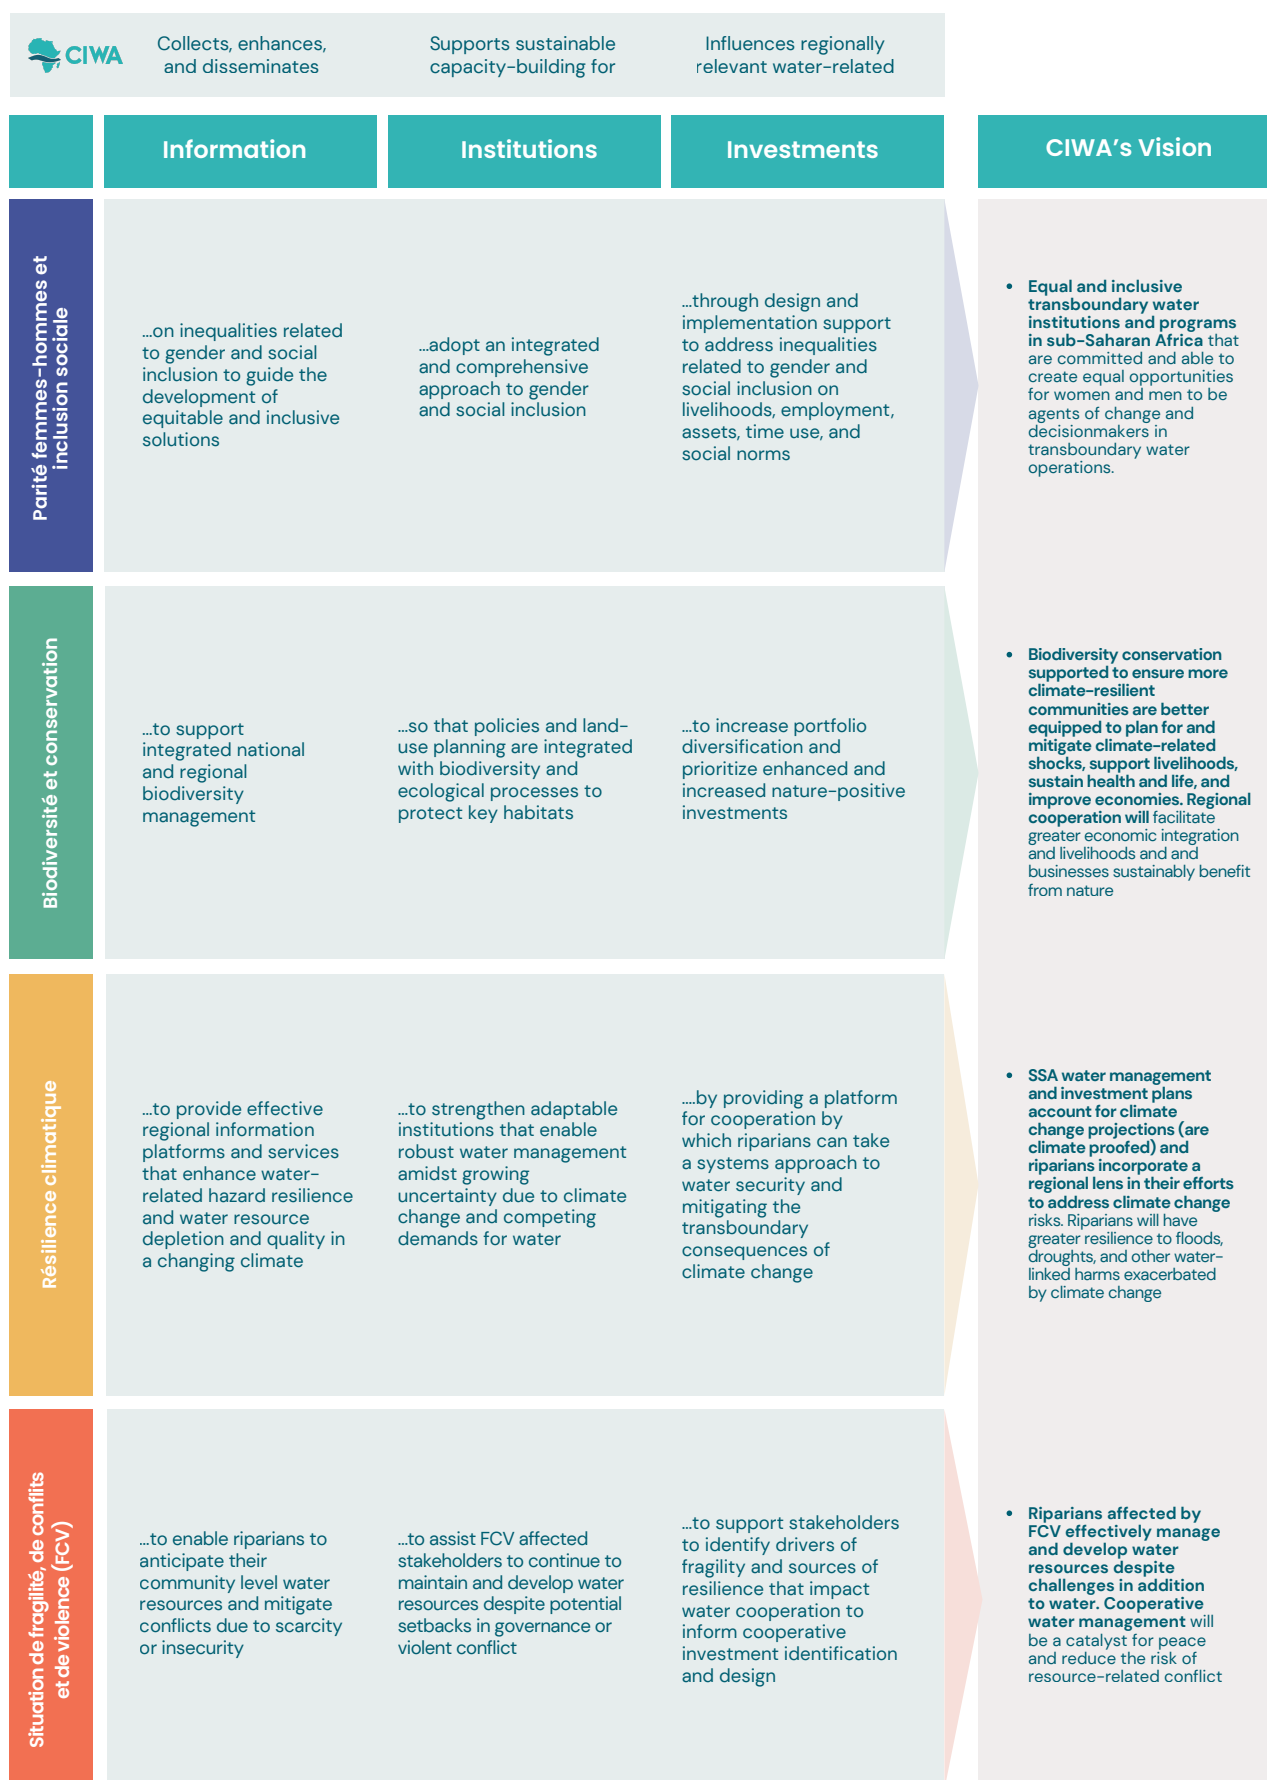 CIWA
Collects, enhances,
and disseminates
Supports sustainable
capacity-building for
Influences regionally
relevant water-related
Information
Institutions
Investments
CIWA's Vision
Parité femmes-hommes et
inclusion sociale
...on inequalities related
to gender and social
inclusion to guide the
development of
equitable and inclusive
solutions
...adopt an integrated
and comprehensive
approach to gender
and social inclusion
...through design and
implementation support
to address inequalities
related to gender and
social inclusion on
livelihoods, employment,
assets, time use, and
social norms
• Equal and inclusive
transboundary water
institutions and programs
in sub-Saharan Africa that
are committed and able to
create equal opportunities
for women and men to be
agents of change and
decisionmakers in
transboundary water
operations.
Biodiversité et conservation
...to support
integrated national
and regional
biodiversity
management
...so that policies and land-
use planning are integrated
with biodiversity and
ecological processes to
protect key habitats
...to increase portfolio
diversification and
prioritize enhanced and
increased nature-positive
investments
• Biodiversity conservation
supported to ensure more
climate-resilient
communities are better
equipped to plan for and
mitigate climate-related
shocks, support livelihoods,
sustain health and life, and
improve economies. Regional
cooperation will facilitate
greater economic integration
and livelihoods and and
businesses sustainably benefit
from nature
Résilience climatique
...to provide effective
regional information
platforms and services
that enhance water-
related hazard resilience
and water resource
depletion and quality in
a changing climate
...to strengthen adaptable
institutions that enable
robust water management
amidst growing
uncertainty due to climate
change and competing
demands for water
....by providing a platform
for cooperation by
which riparians can take
a systems approach to
water security and
mitigating the
transboundary
consequences of
climate change
• SSA water management
and investment plans
account for climate
change projections (are
climate proofed) and
riparians incorporate a
regional lens in their efforts
to address climate change
risks. Riparians will have
greater resilience to floods,
droughts, and other water-
linked harms exacerbated
by climate change
Situation de fragilité, de conflits
et de violence (FCV)
...to enable riparians to
anticipate their
community level water
resources and mitigate
conflicts due to scarcity
or insecurity
...to assist FCV affected
stakeholders to continue to
maintain and develop water
resources despite potential
setbacks in governance or
violent conflict
...to support stakeholders
to identify drivers of
fragility and sources of
resilience that impact
water cooperation to
inform cooperative
investment identification
and design
• Riparians affected by
FCV effectively manage
and develop water
resources despite
challenges in addition
to water. Cooperative
water management will
be a catalyst for peace
and reduce the risk of
resource-related conflict